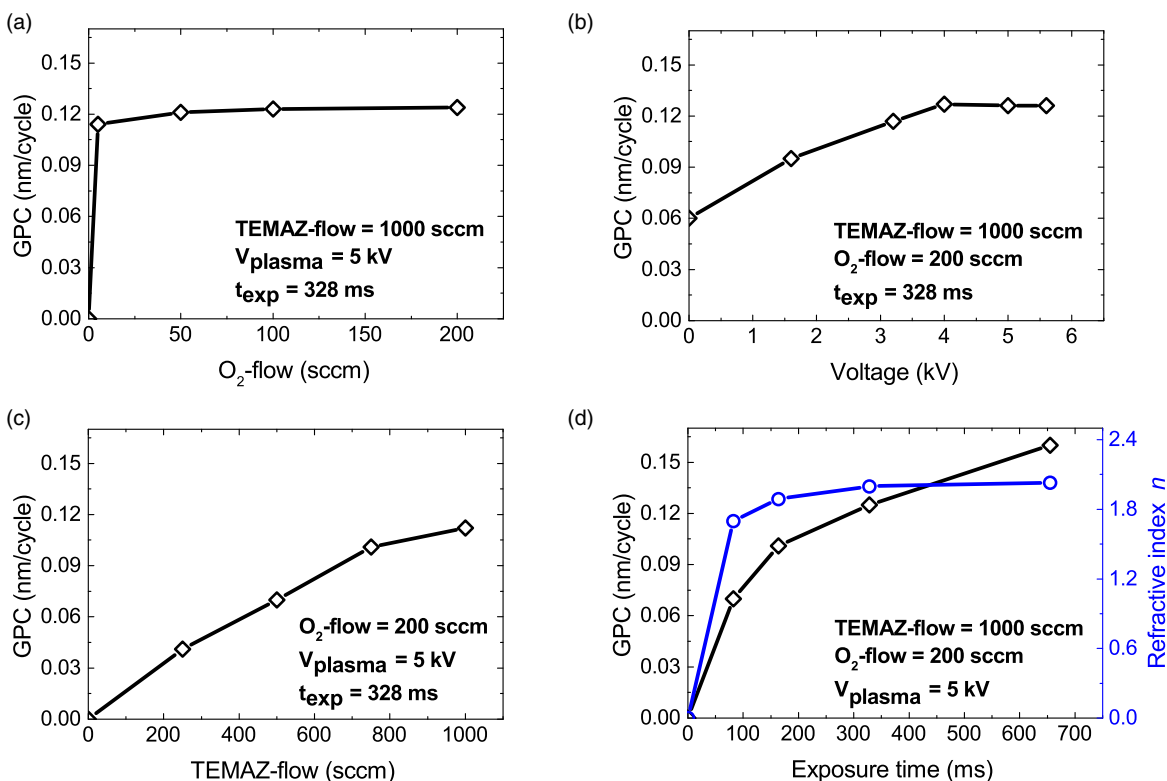 (a)
0.15
0.12
0.09
0.06
0.03
0.00
GPC (nm/cycle)
TEMAZ-flow = 1000 sccm
Vplasma = 5 kV
texp = 328 ms
0 50 100 150 200
O2-flow (sccm)
(b)
0.15
0.12
0.09
0.06
0.03
0.00
GPC (nm/cycle)
TEMAZ-flow = 1000 sccm
O2-flow = 200 sccm
texp = 328 ms
0 1 2 3 4 5 6
Voltage (kV)
(c)
0.15
0.12
0.09
0.06
0.03
0.00
GPC (nm/cycle)
O2-flow = 200 sccm
Vplasma = 5 kV
texp = 328 ms
0 200 400 600 800 1000
TEMAZ-flow (sccm)
(d)
0.15
0.12
0.09
0.06
0.03
0.00
GPC (nm/cycle)
TEMAZ-flow = 1000 sccm
O2-flow = 200 sccm
Vplasma = 5 kV
2.4
1.8
1.2
0.6
0.0
Refractive index n
0 100 200 300 400 500 600 700
Exposure time (ms)